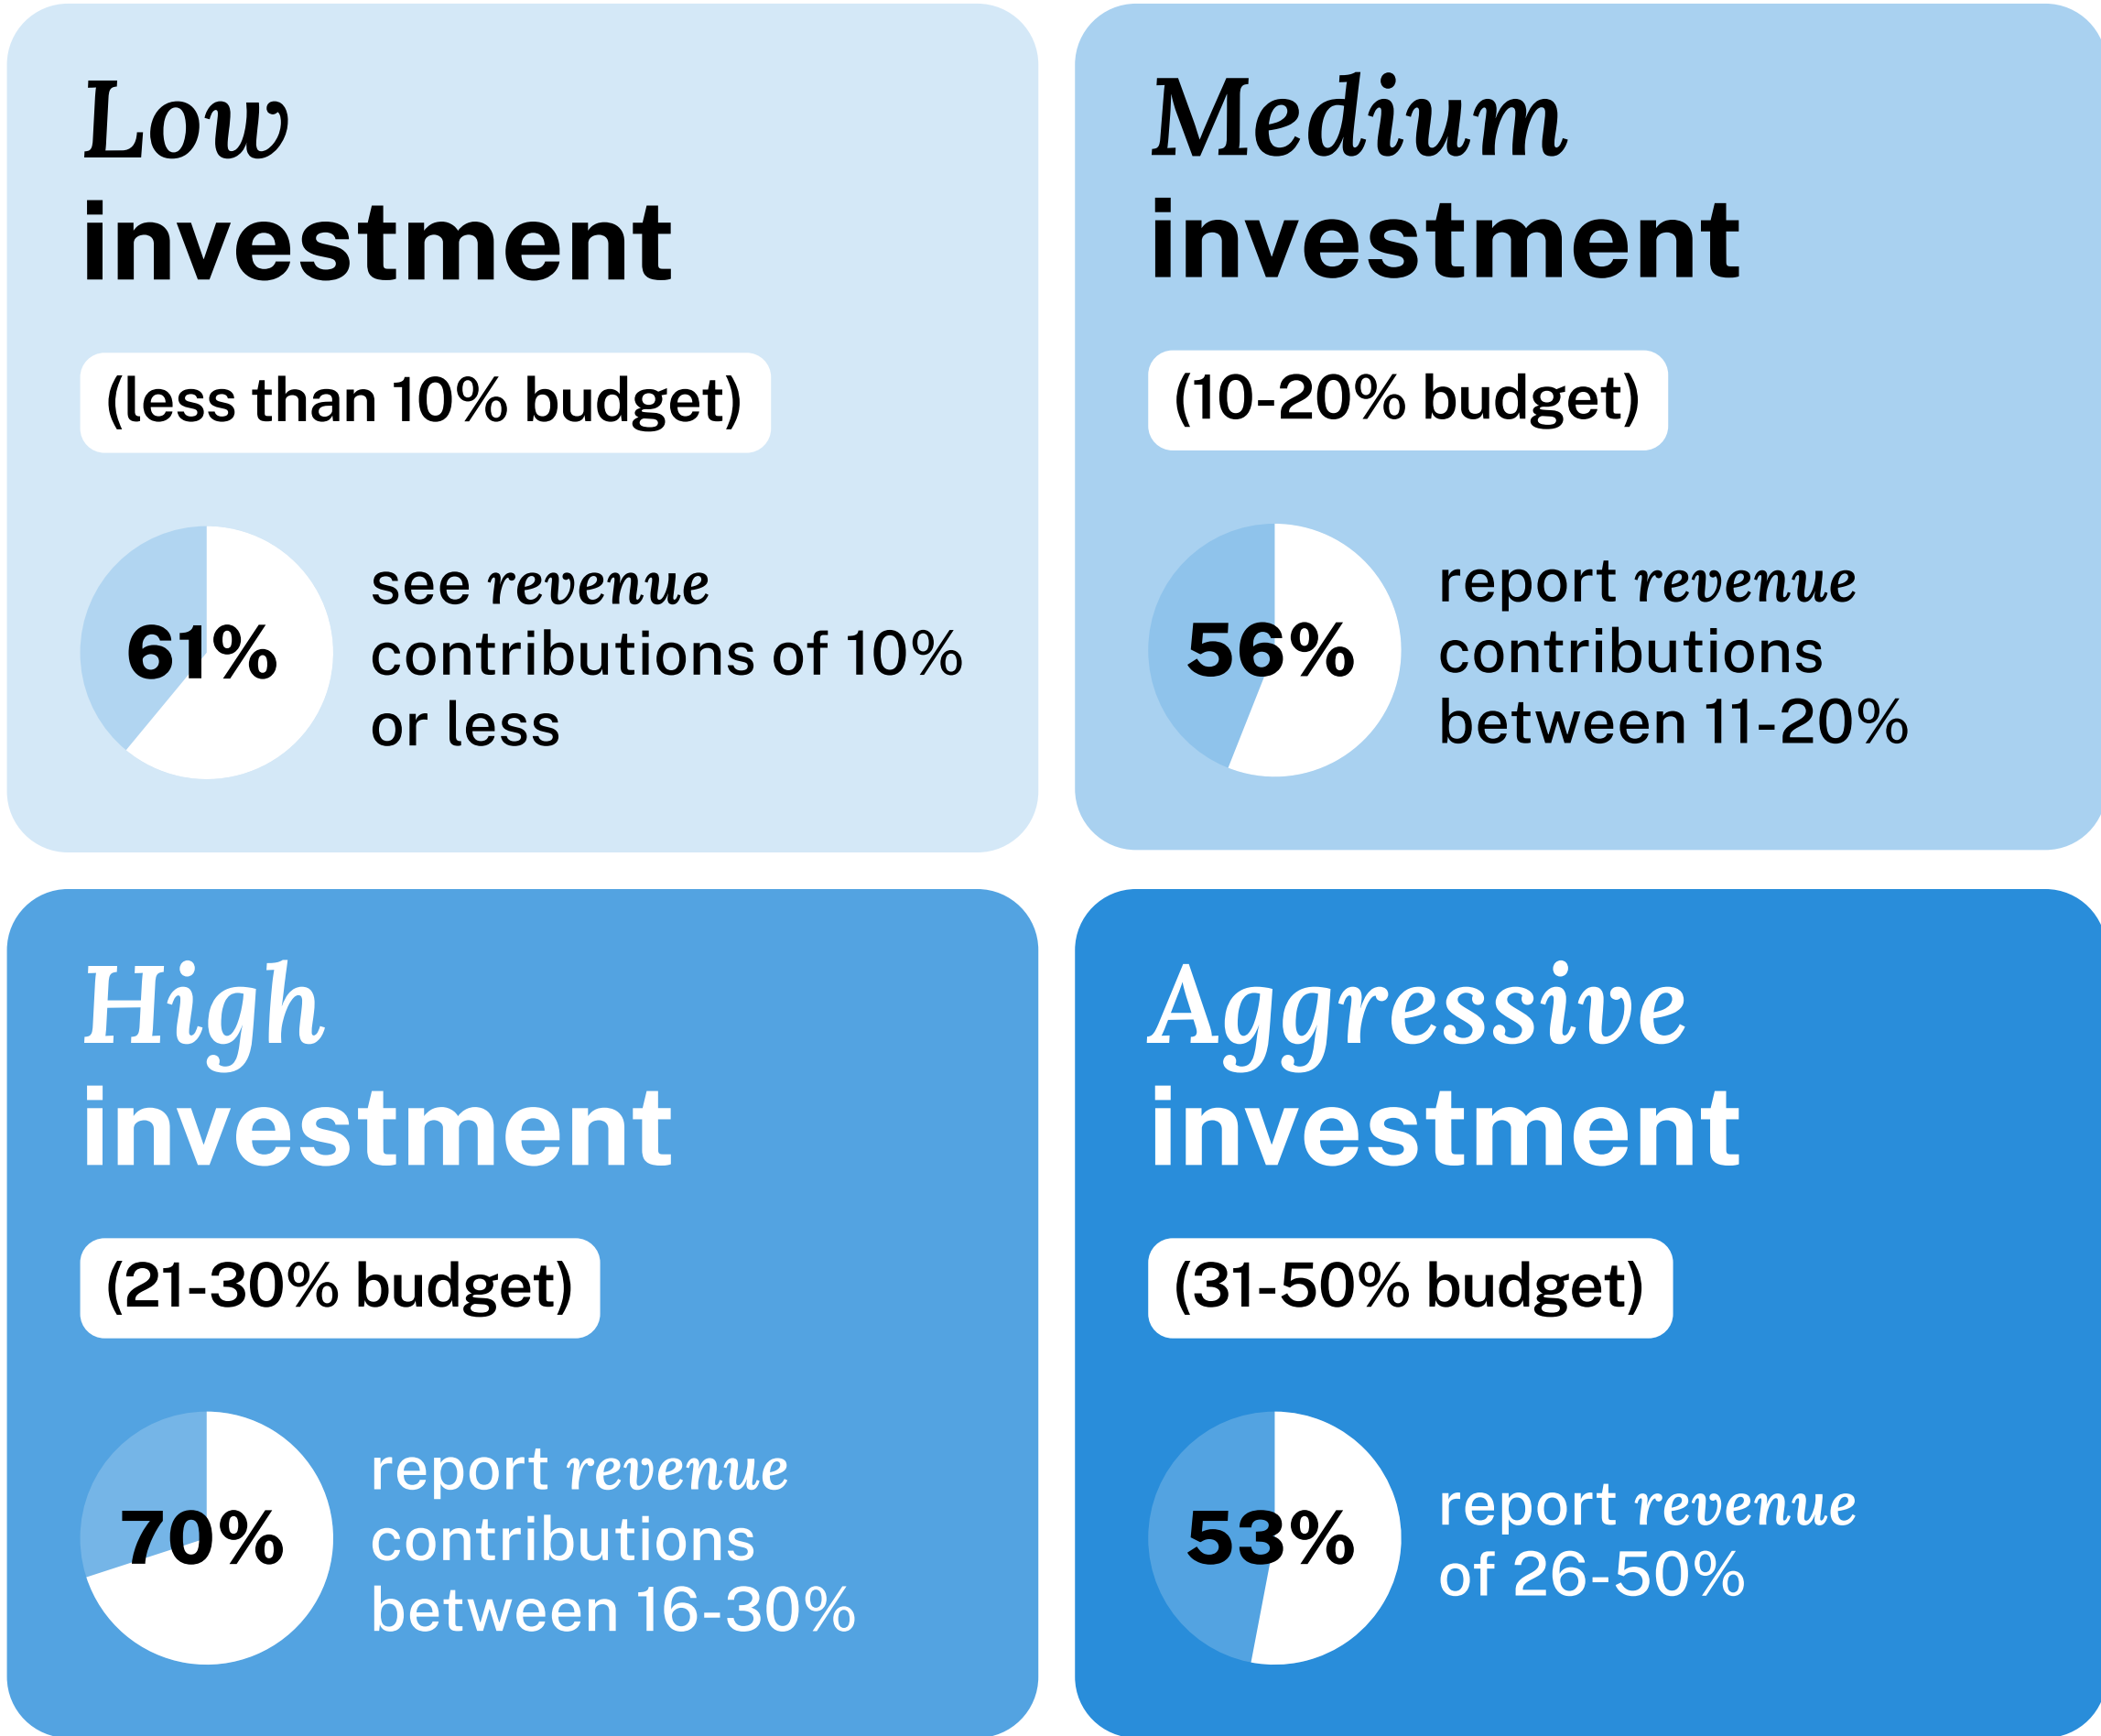 Low
investment
(less than 10% budget)
61%
see revenue
contributions of 10%
or less
Medium
investment
(10-20% budget)
56%
report revenue
contributions
between 11-20%
High
investment
(21-30% budget)
70%
report revenue
contributions
between 16-30%
Aggressive
investment
(31-50% budget)
53%
report revenue
of 26-50%